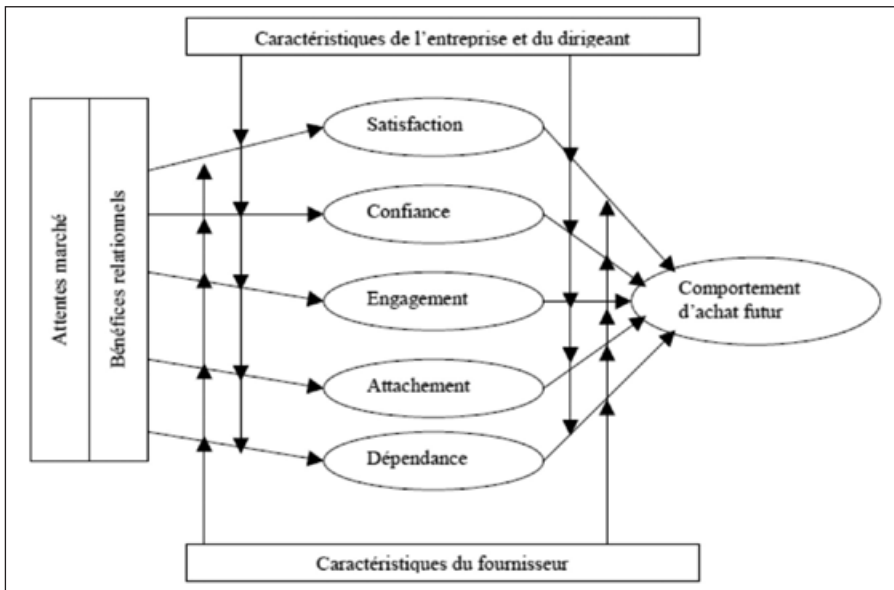 Caractéristiques de l'entreprise et du dirigeant
Attentes marché
Bénéfices relationnels
Satisfaction
Confiance
Engagement
Attachement
Dépendance
Comportement
d'achat futur
Caractéristiques du fournisseur